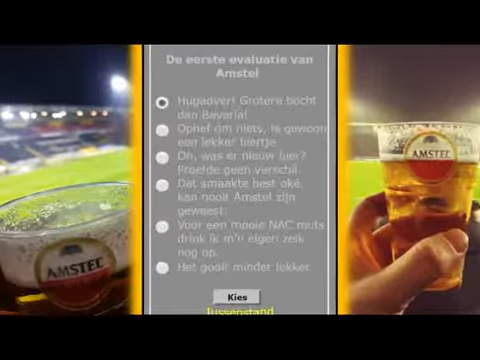 De eerste evaluatie van
Amstel
Hugadver! Grotere bocht
dan Bavaria!
Ophef om niets, is gewoon
een lekker biertje.
Oh, was er nieuw bier?
Proefde geen verschil.
Dat smaakte best oké,
kan nooit Amstel zijn
geweest.
Voor een mooie NAC muts
drink ik m'n eigen zeik
nog op.
Het gooit minder lekker.
Kies
Tussenstand
AMSTEL
AMSTEL